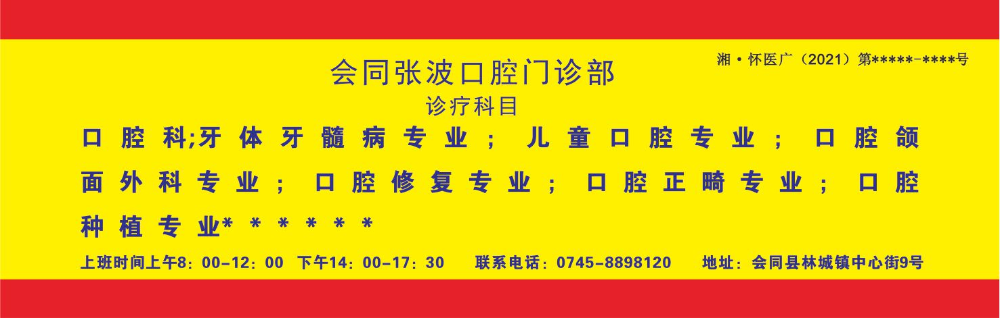 湘·怀医广（2021）第*****-****号
会同张波口腔门诊部
诊疗科目
口腔科;牙体牙髓病专业；儿童口腔专业；口腔颌
面外科专业；口腔修复专业；口腔正畸专业；口腔
种植专业******
上班时间上午8：00-12：00 下午14：00-17：30 联系电话：0745-8898120 地址：会同县林城镇中心街9号